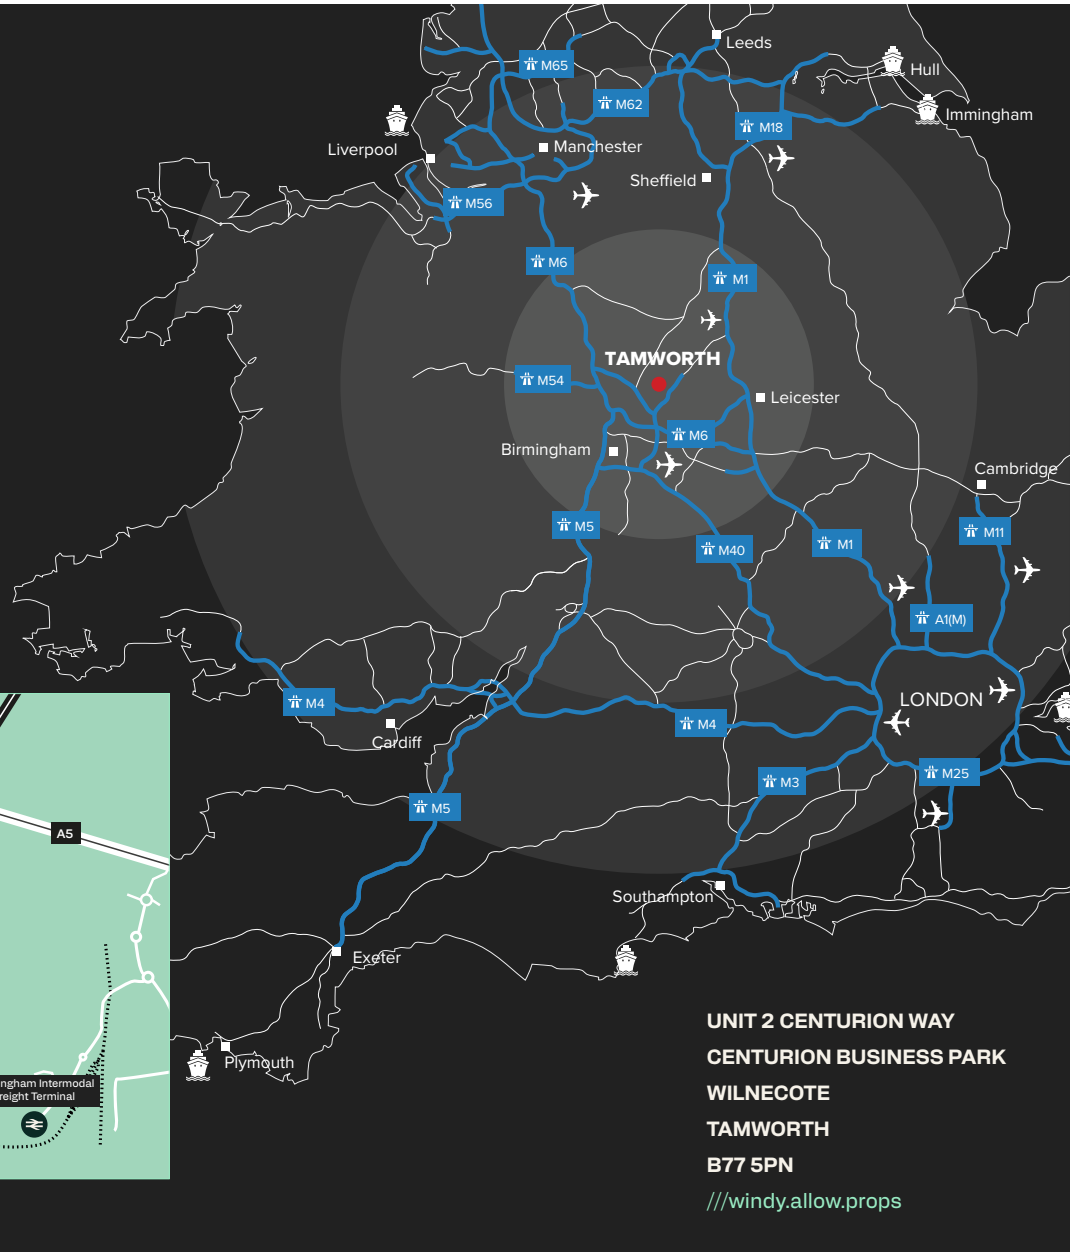 Leeds
M65
Hull
M62
Immingham
M18
Liverpool
Manchester
Sheffield
M56
M6
M1
TAMWORTH
M54
Leicester
M6
Birmingham
Cambridge
M5
M11
M40
M1
A1(M)
LONDON
M4
M4
Cardiff
M25
M3
M5
A5
Southampton
Exeter
UNIT 2 CENTURION WAY
CENTURION BUSINESS PARK
WILNECOTE
TAMWORTH
B77 5PN
///windy.allow.props
Plymouth
ngham Intermodal
reight Terminal